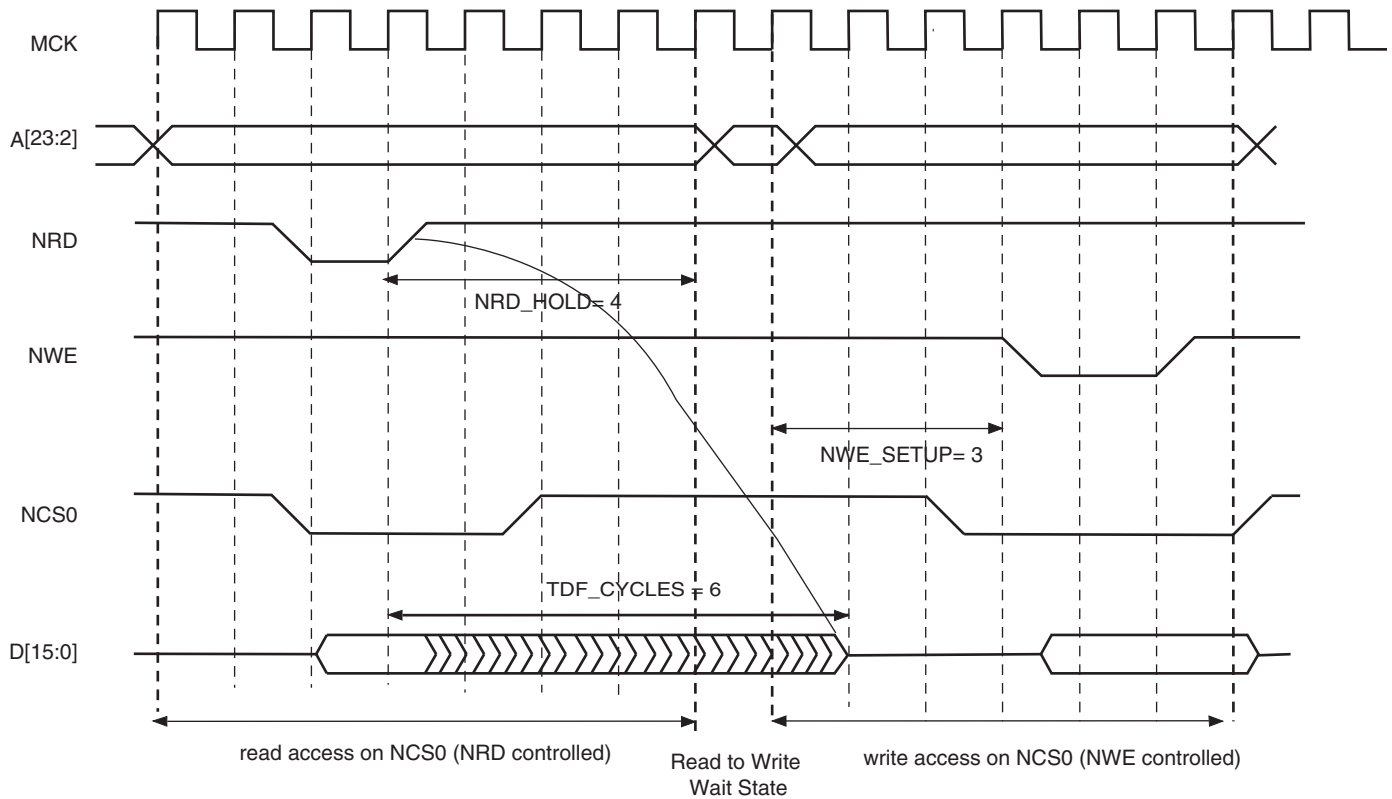 MCK
A[23:2]
NRD
NRD_HOLD= 4
NWE
NWE_SETUP= 3
NCS0
TDF_CYCLES = 6
D[15:0]
read access on NCS0 (NRD controlled)
Read to Write
Wait State
write access on NCS0 (NWE controlled)